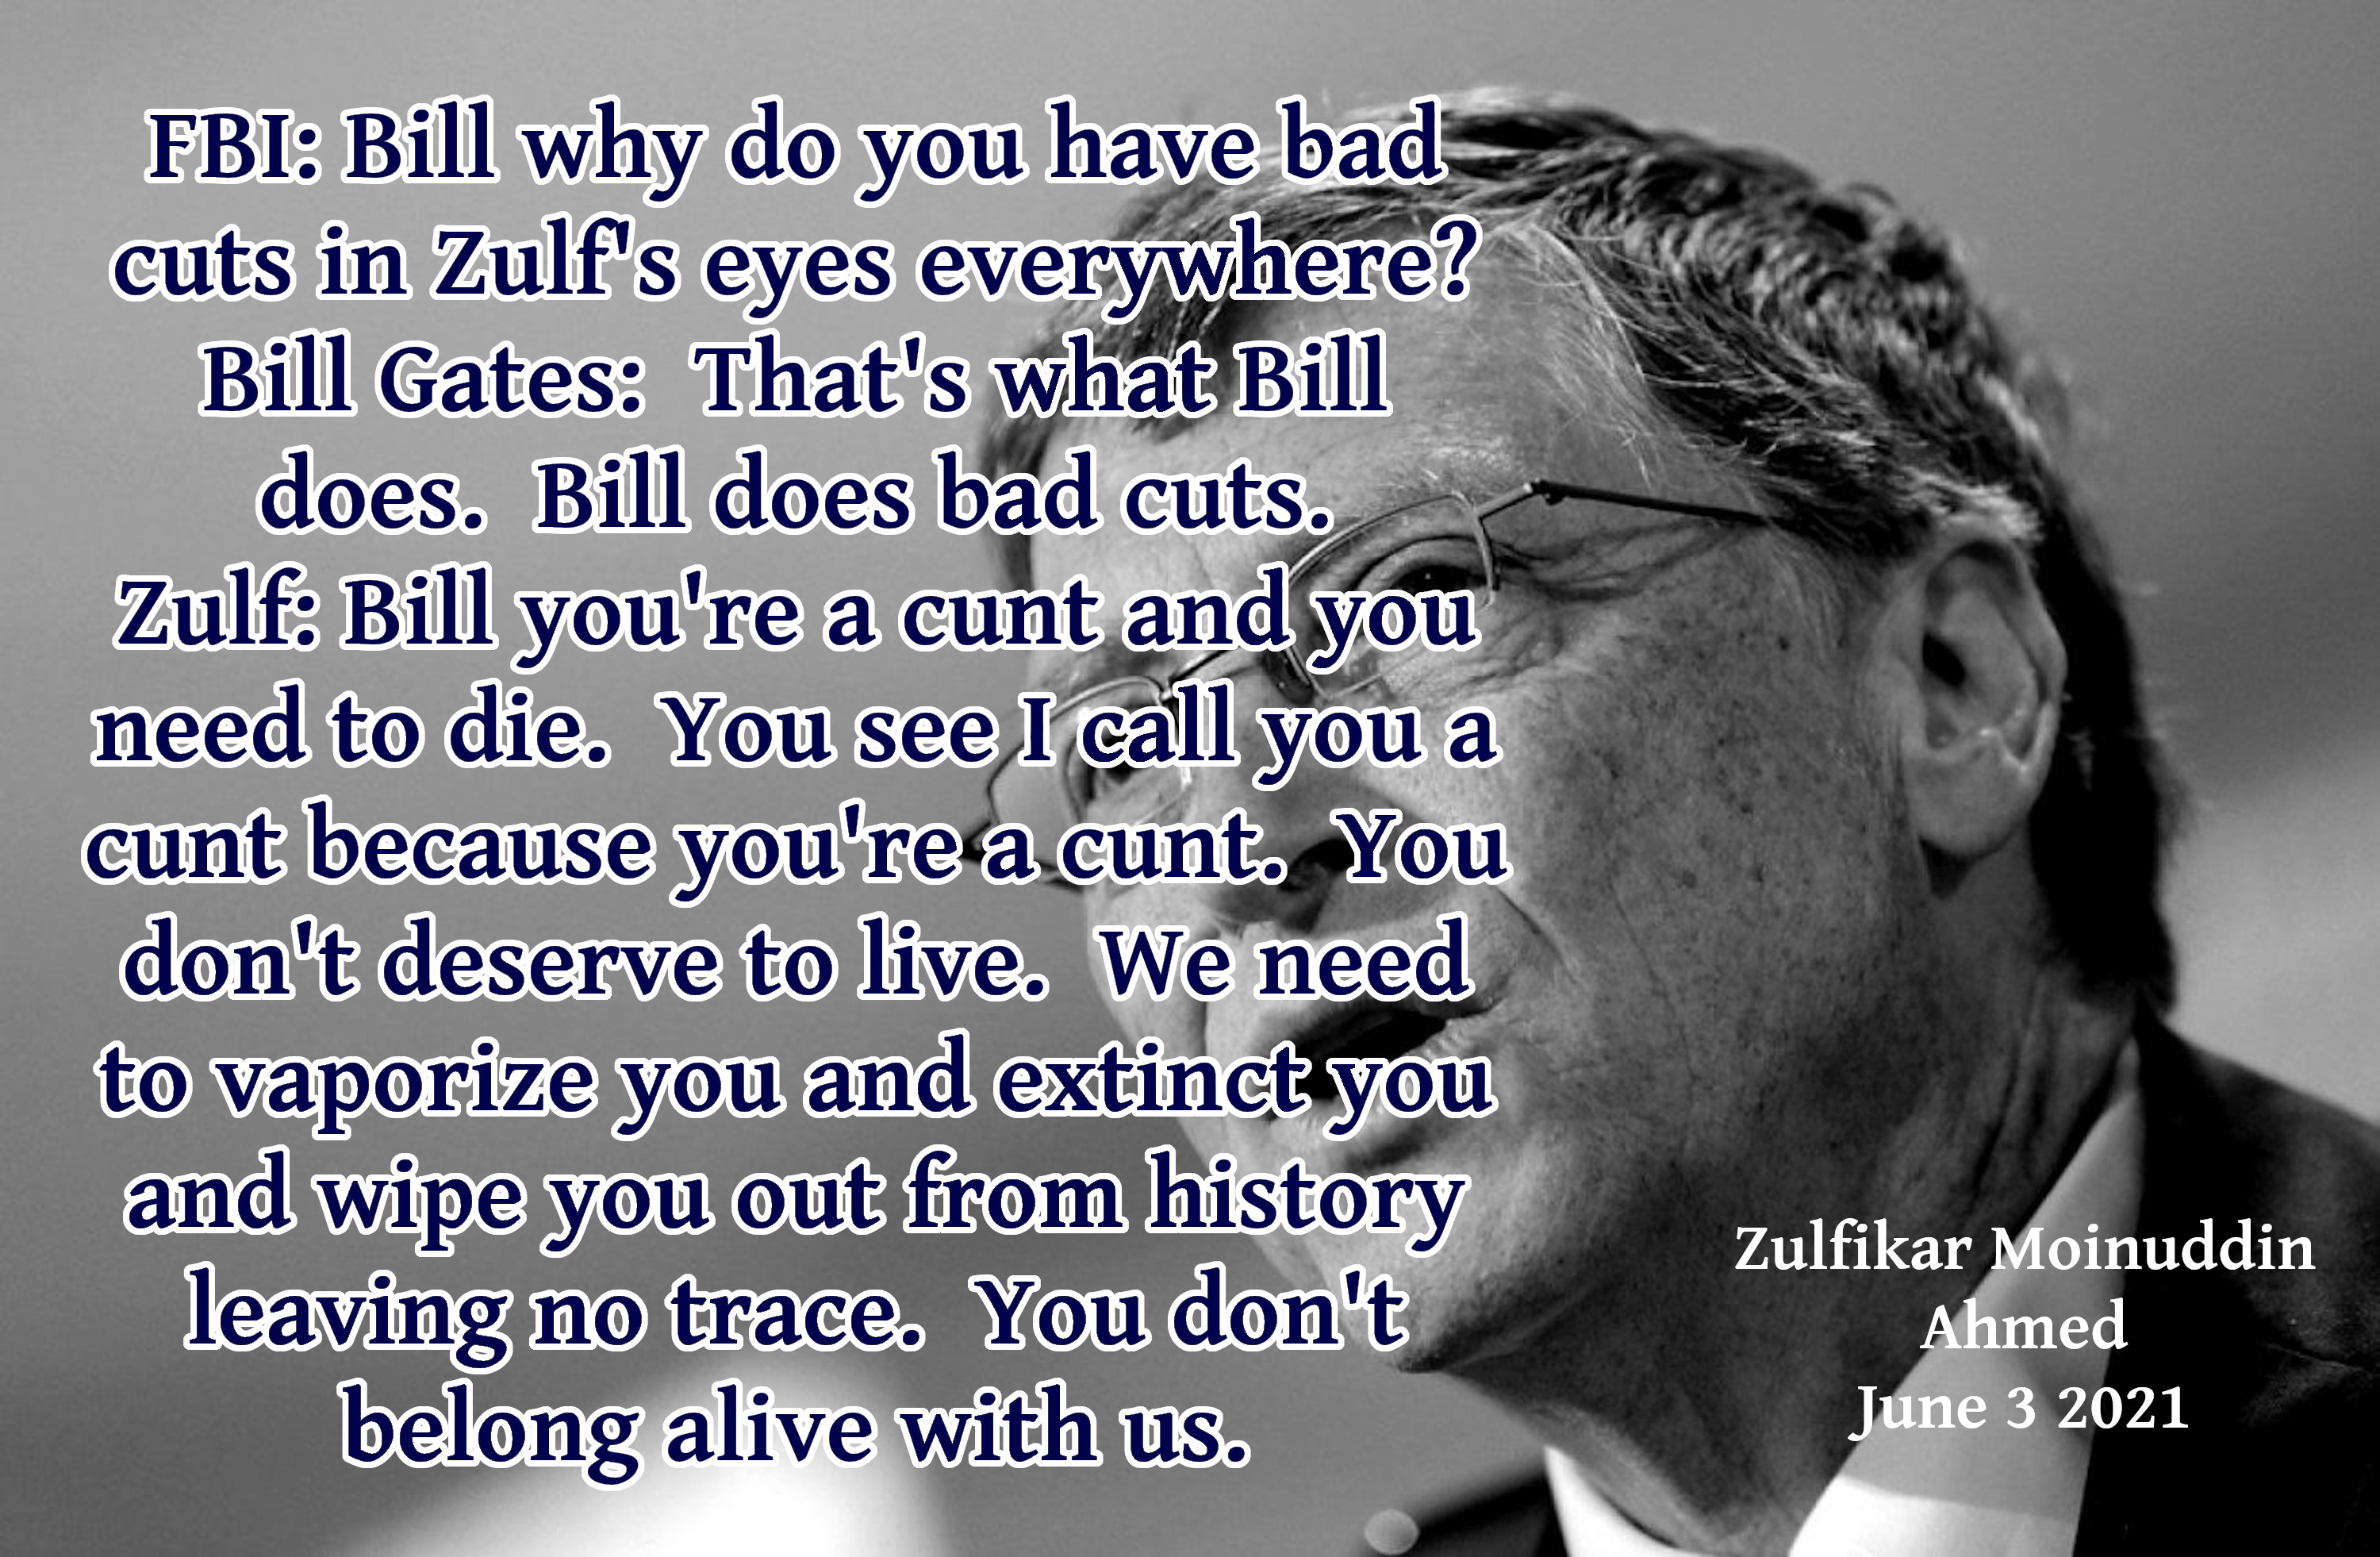 FBI: Bill why do you have bad
cuts in Zulf's eyes everywhere?
Bill Gates:  That's what Bill
does.  Bill does bad cuts.
Zulf: Bill you're a cunt and you
need to die.  You see I call you a
cunt because you're a cunt.  You
don't deserve to live.  We need
to vaporize you and extinct you
and wipe you out from history
leaving no trace.  You don't
belong alive with us.
Zulfikar Moinuddin
Ahmed
June 3 2021